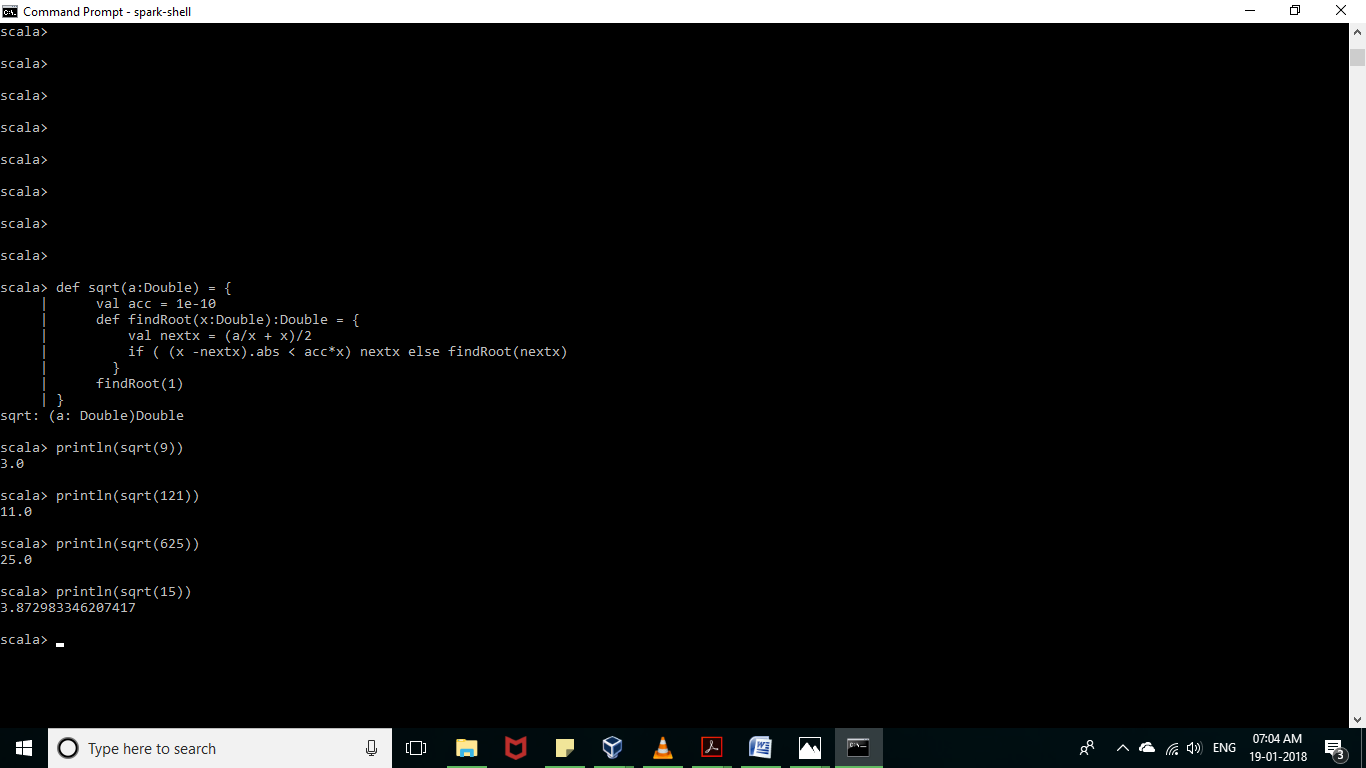 Command Prompt - spark-shell
scala>
scala>
scala>
scala>
scala>
scala>
scala>
scala>
scala> def sqrt(a:Double) = {
     |      val acc = 1e-10
     |      def findRoot(x:Double):Double = {
     |          val nextx = (a/x + x)/2
     |          if ( (x -nextx).abs < acc*x) nextx else findRoot(nextx)
     |        }
     |      findRoot(1)
     | }
sqrt: (a: Double)Double
scala> println(sqrt(9))
3.0
scala> println(sqrt(121))
11.0
scala> println(sqrt(625))
25.0
scala> println(sqrt(15))
3.872983346207417
scala>
Type here to search
ENG
07:04 AM
19-01-2018
3